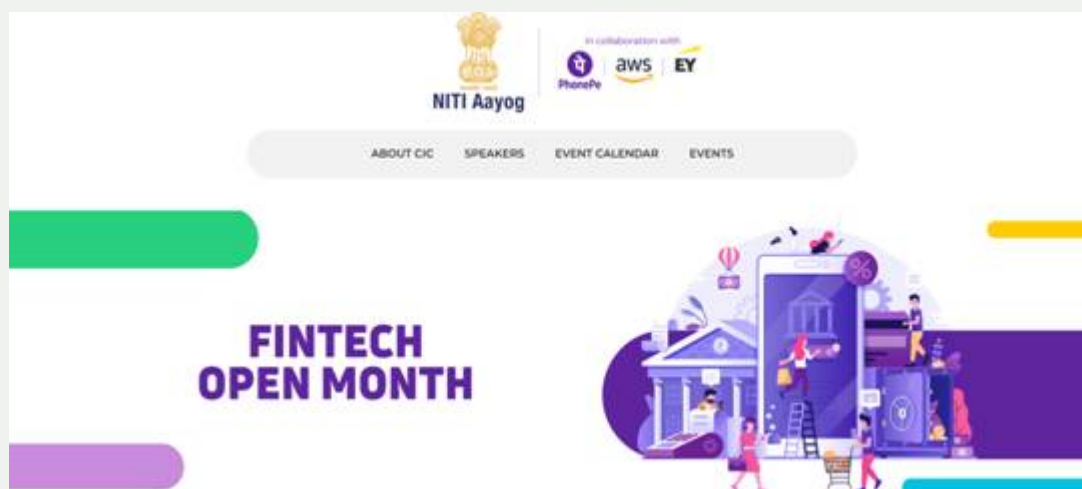 In collaboration with
पे aws EY
PhonePe
NITI Aayog
ABOUT CIC SPEAKERS EVENT CALENDAR EVENTS
FINTECH
OPEN MONTH
%